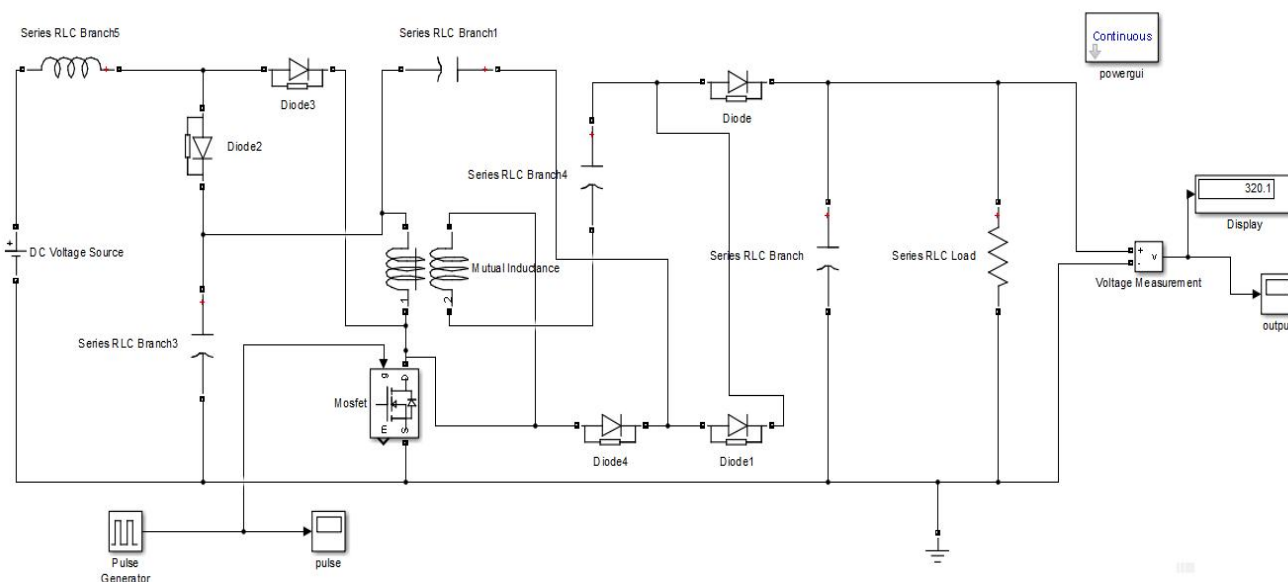 Series RLC Branch5
Series RLC Branch1
Continuous
powergui
Diode3
Diode
Diode2
Series RLC Branch4
320.1
Display
+
DC Voltage Source
Mutual Inductance
1
2
Series RLC Branch
Series RLC Load
+
-
v
Voltage Measurement
outpu
Series RLC Branch3
g
D
Mosfet
m
S
Diode4
Diode1
Pulse
Generator
pulse